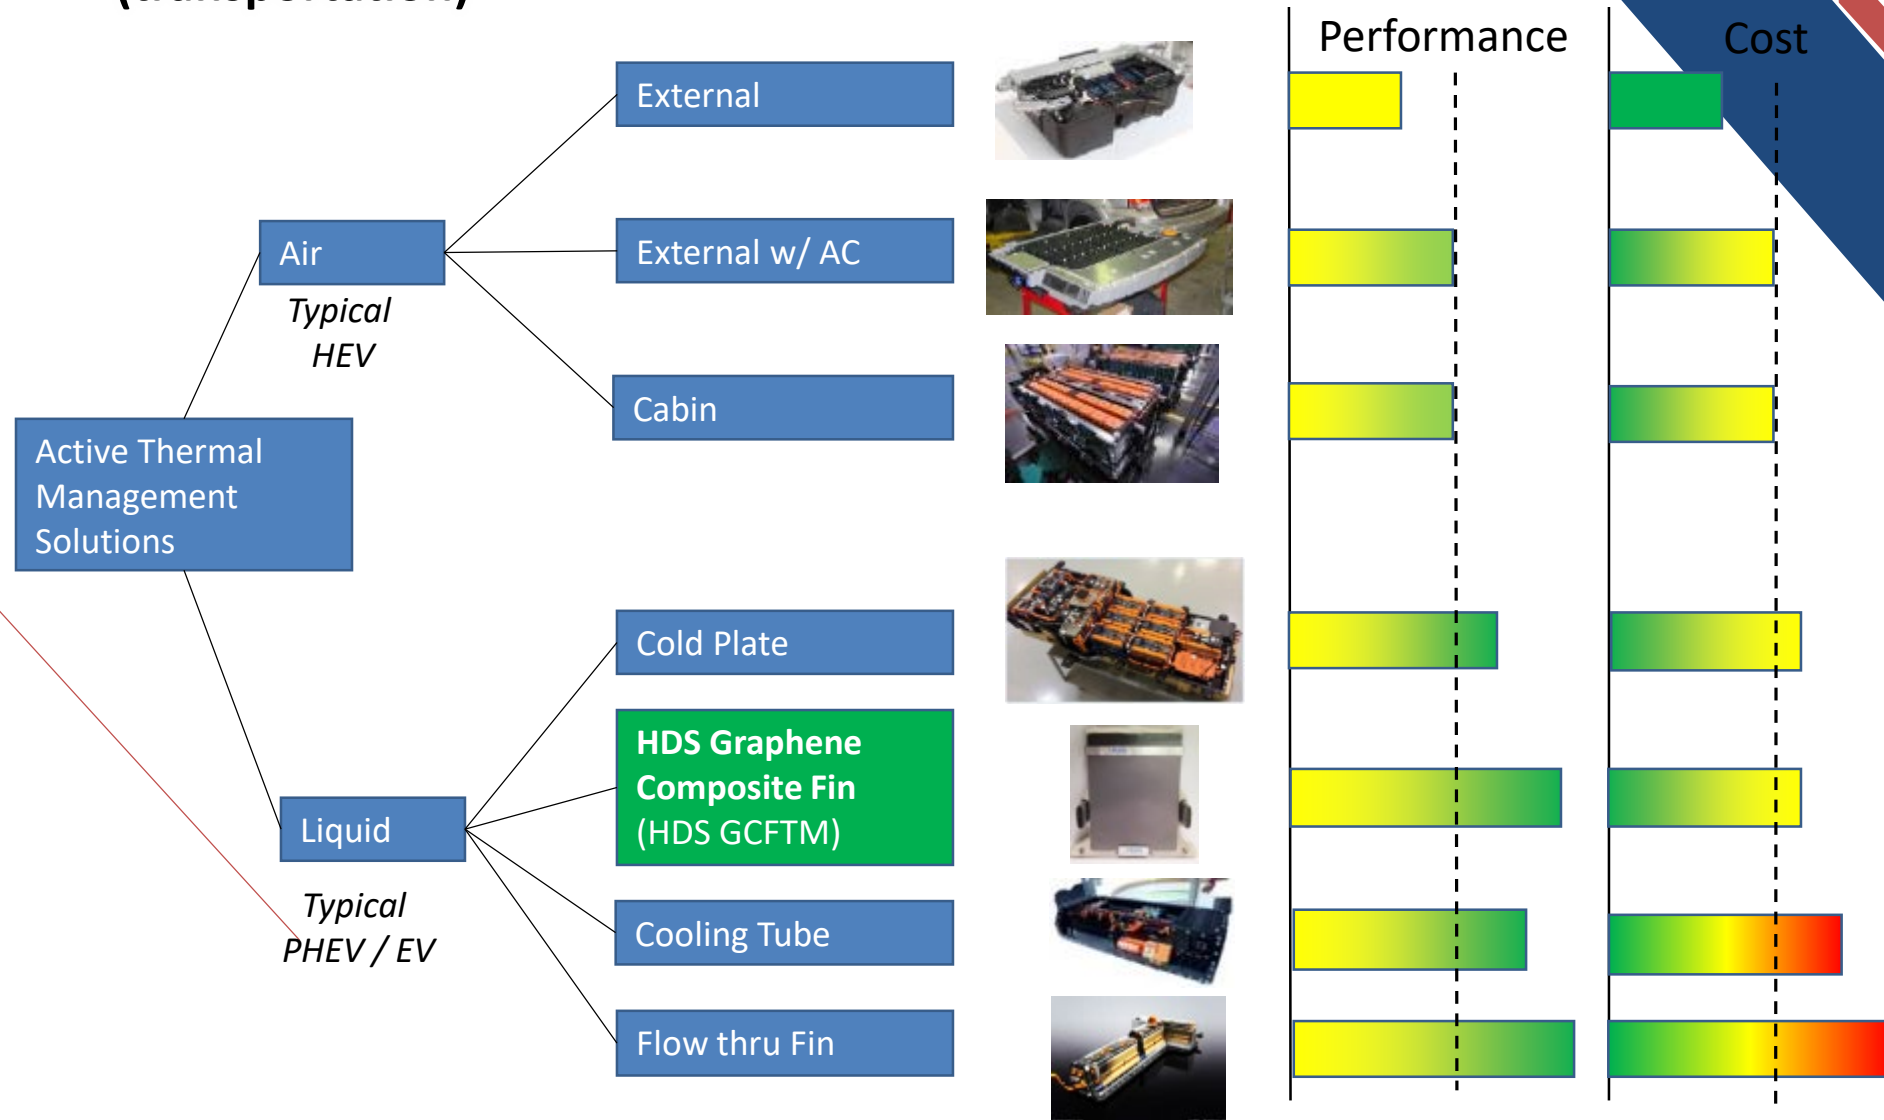 (transportation)
Performance
Cost
External
Air
External w/ AC
Typical
HEV
Cabin
Active Thermal
Management
Solutions
Cold Plate
HDS Graphene
Composite Fin
(HDS GCFTM)
Liquid
Typical
PHEV / EV
Cooling Tube
Flow thru Fin